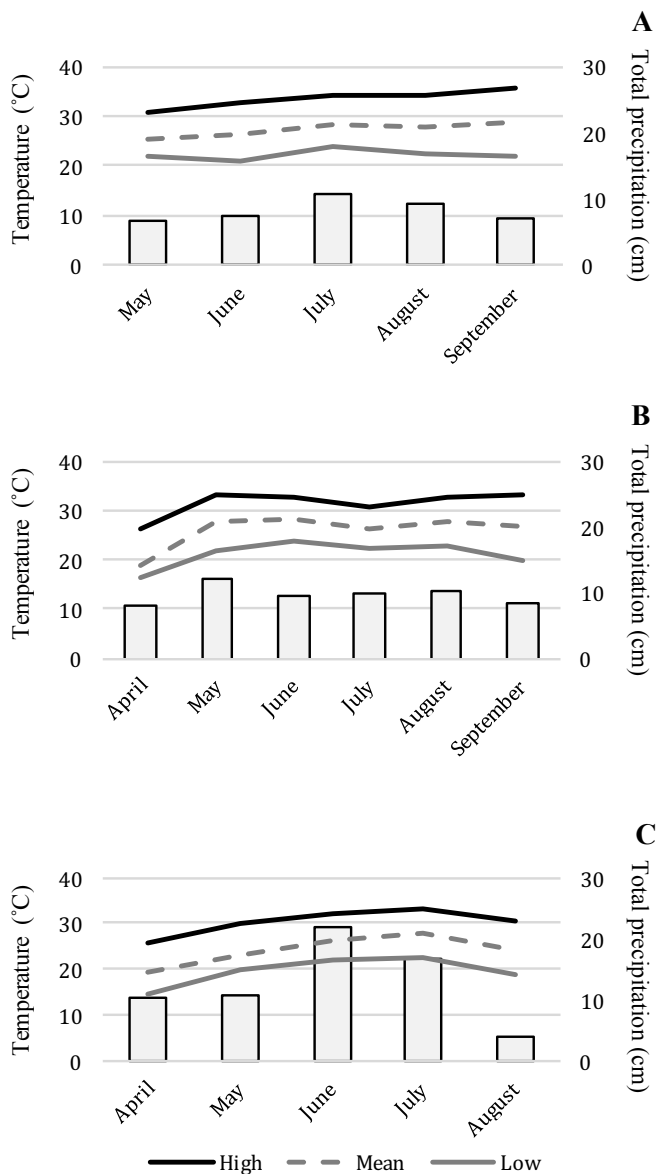 A
Temperature (˚C)
40
30
20
10
0
Total precipitation (cm)
30
20
10
0
May
June
July
August
September
B
Temperature (˚C)
40
30
20
10
0
Total precipitation (cm)
30
20
10
0
April
May
June
July
August
September
C
Temperature (˚C)
40
30
20
10
0
Total precipitation (cm)
30
20
10
0
April
May
June
July
August
High Mean Low